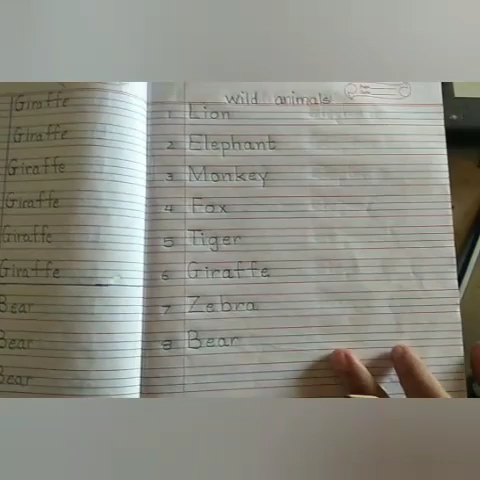 Giraffe
Giraffe
Giraffe
Giraffe
Giraffe
Giraffe
Bear
Bear
Bear
wild animals
1 Lion
2 Elephant
3 Monkey
4 Fox
5 Tiger
6 Giraffe
7 Zebra
8 Bear